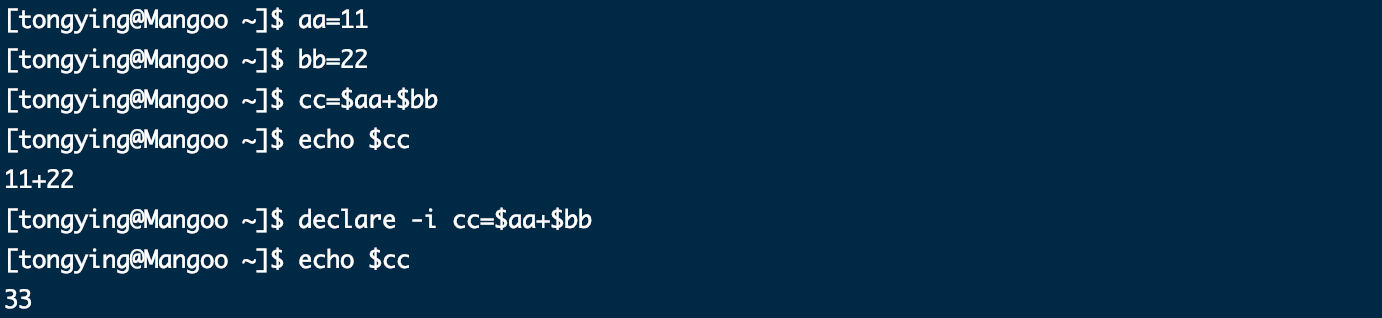 [tongying@Mangoo ~]$ aa=11
[tongying@Mangoo ~]$ bb=22
[tongying@Mangoo ~]$ cc=$aa+$bb
[tongying@Mangoo ~]$ echo $cc
11+22
[tongying@Mangoo ~]$ declare -i cc=$aa+$bb
[tongying@Mangoo ~]$ echo $cc
33